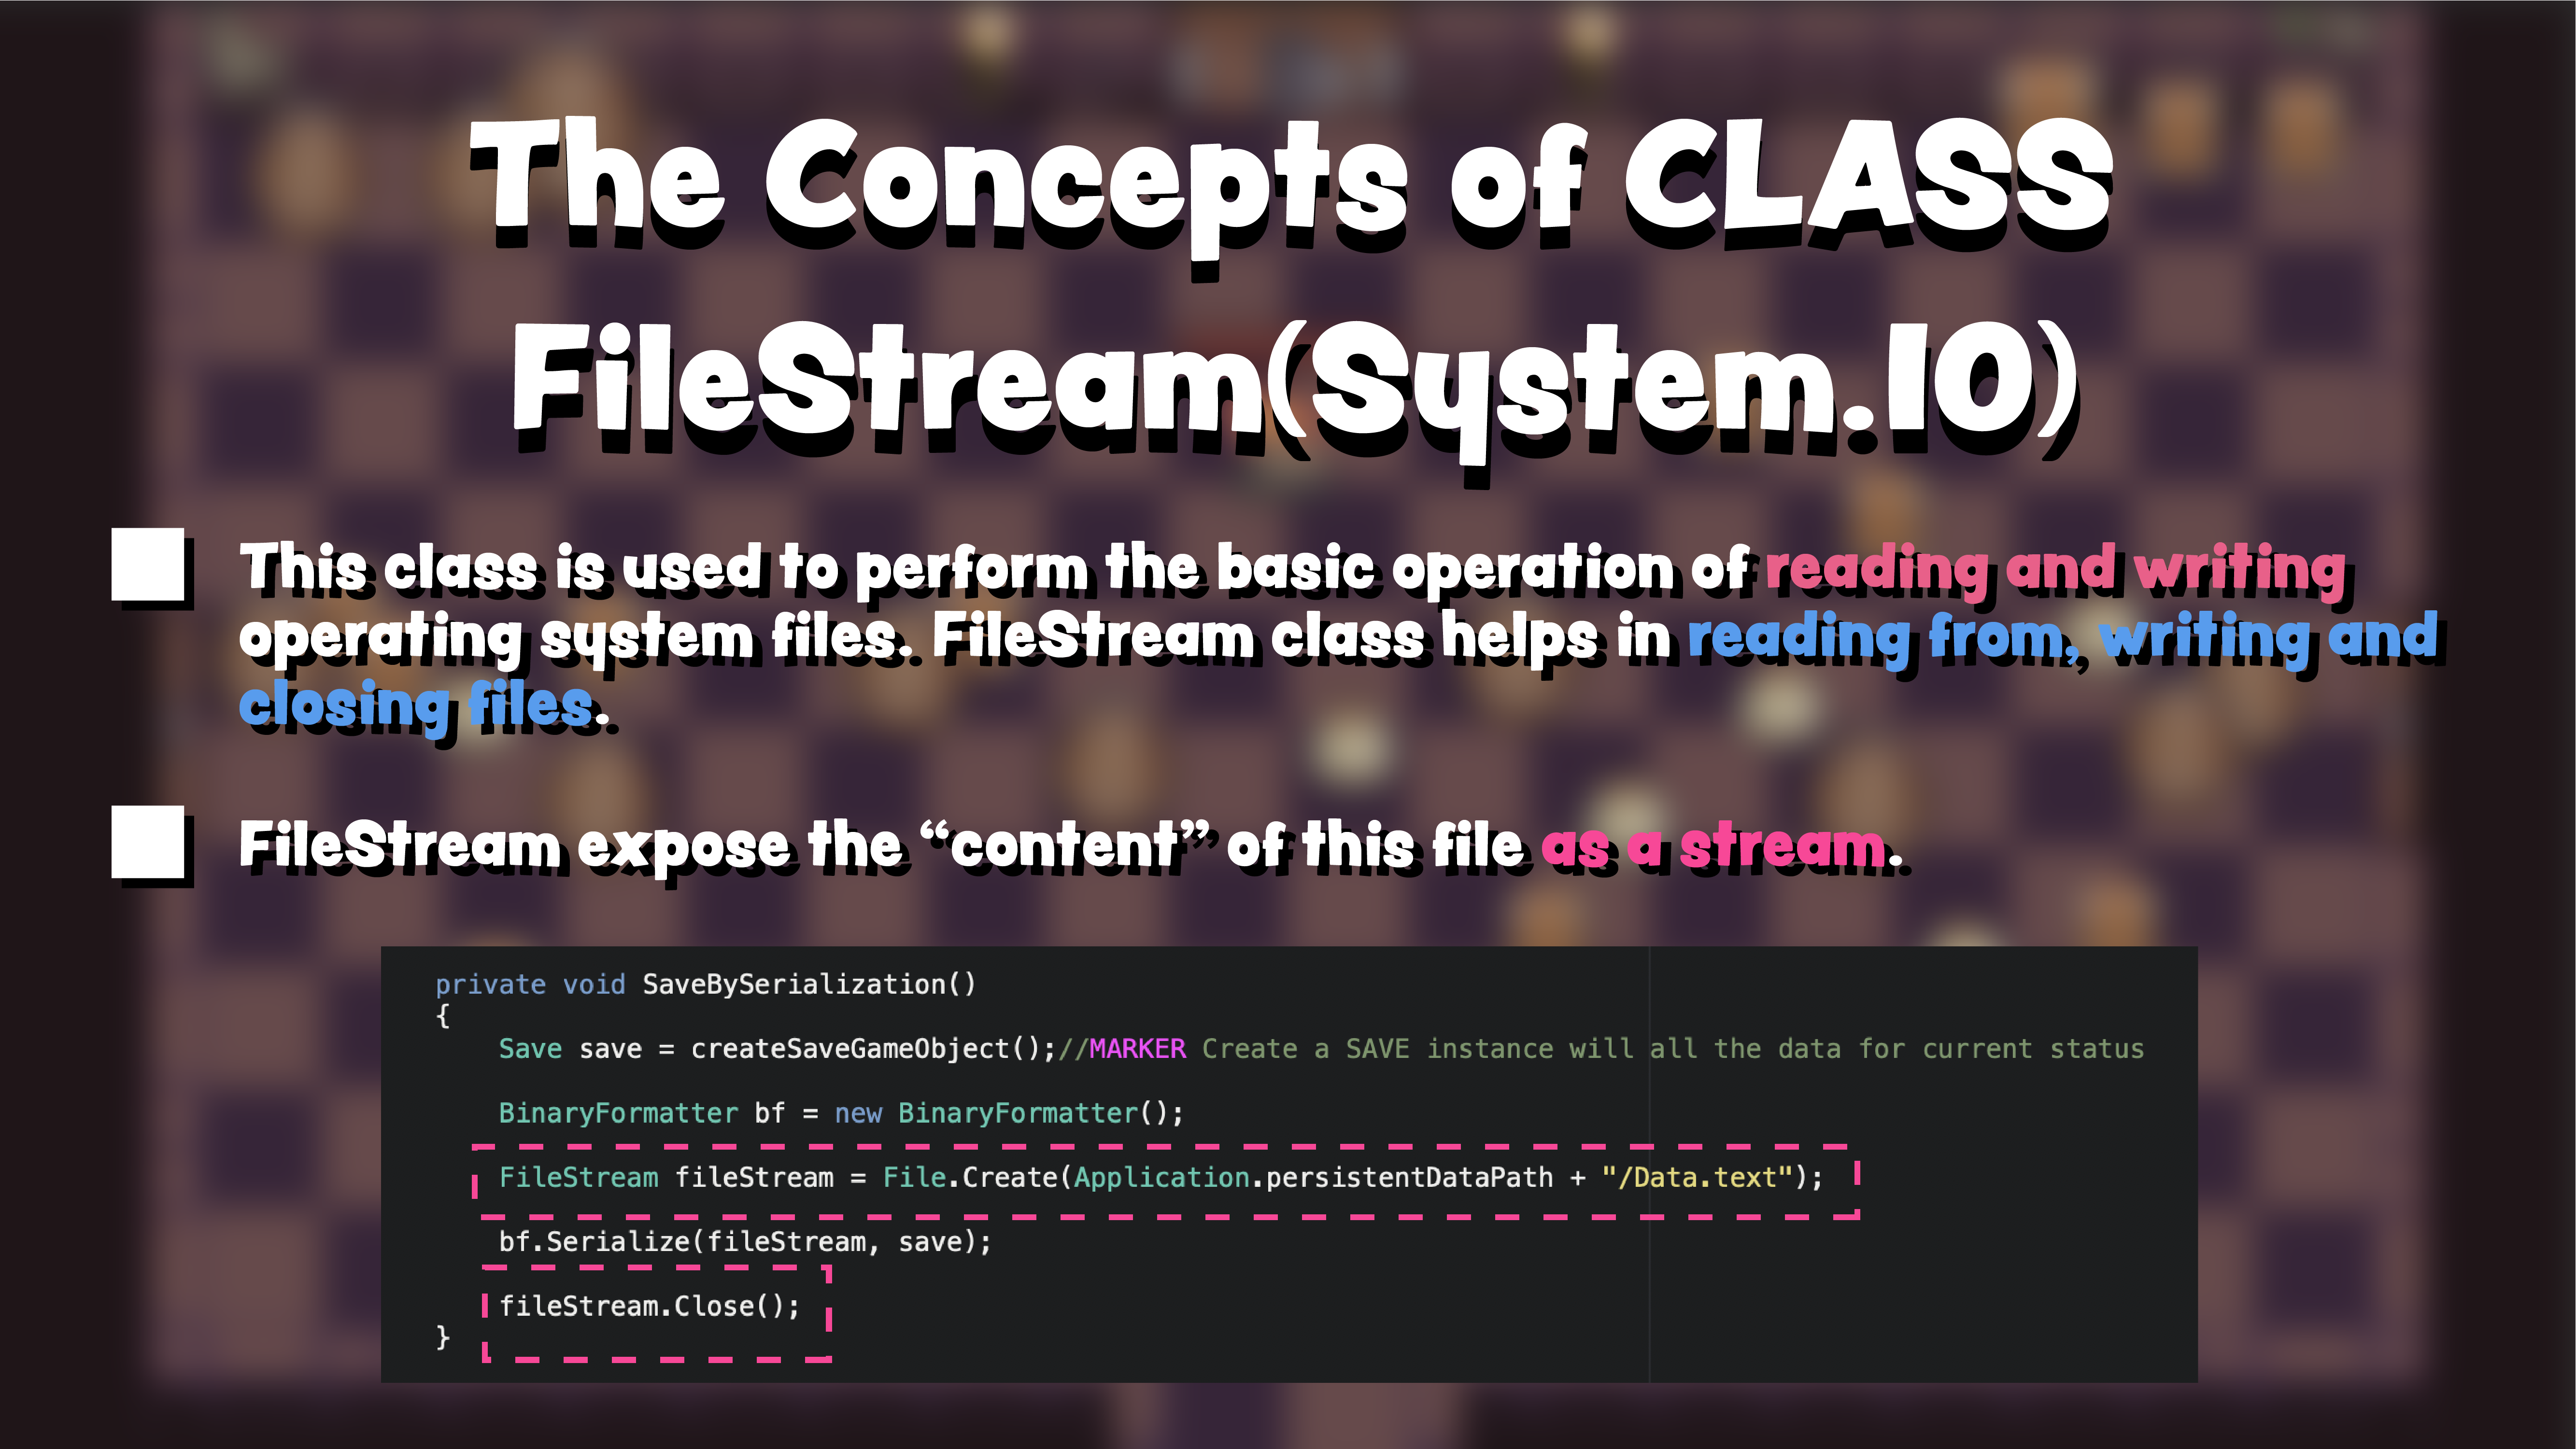 The Concepts of CLASS
FileStream(System.IO)
This class is used to perform the basic operation of reading and writing
operating system files. FileStream class helps in reading from, writing and
closing files.
FileStream expose the “content” of this file as a stream.
private void SaveBySerialization()
{
Save save = createSaveGameObject();//MARKER Create a SAVE instance will all the data for current status
BinaryFormatter bf = new BinaryFormatter();
FileStream fileStream = File.Create(Application.persistentDataPath + "/Data.text");
bf.Serialize(fileStream, save);
fileStream.Close();
}